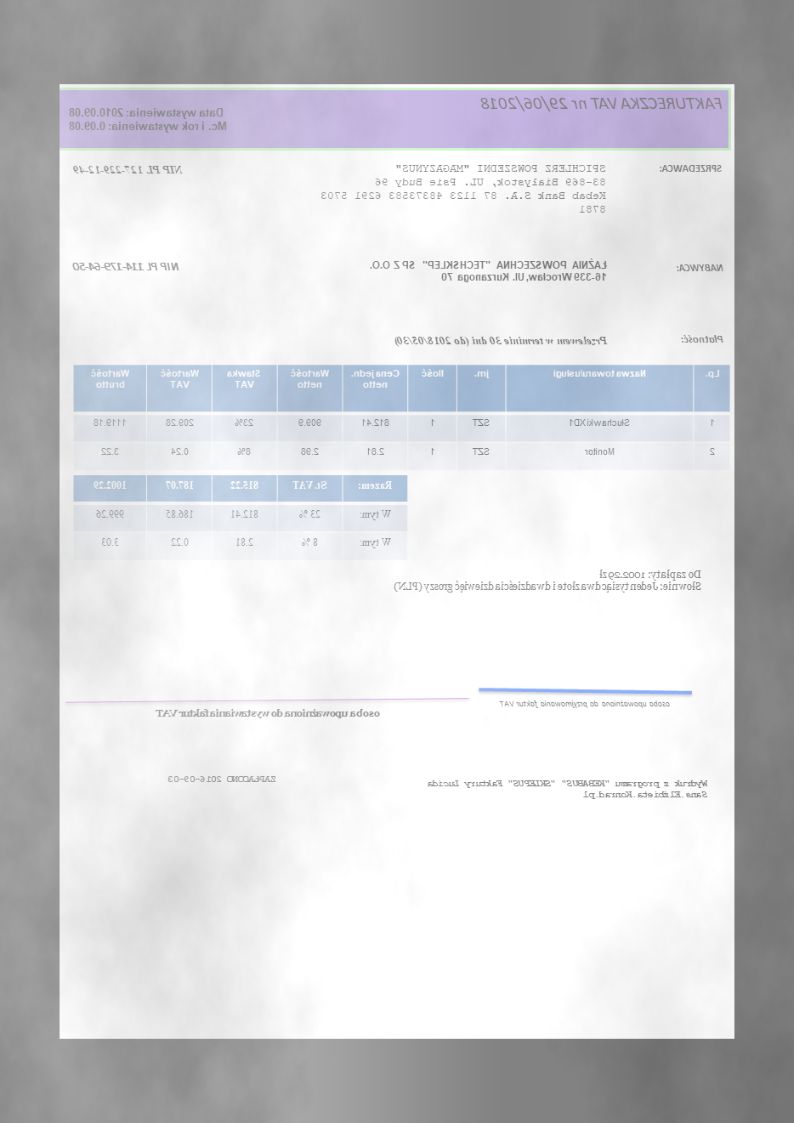 FAKTURECZKA VAT nr 29/06/2018
Data wystawienia: 2010.09.08
Mc. i rok wystawienia: 0.09.08
SPRZEDAWCA:
SPICHLERZ POWSZEDNI "MAGAZYNUS"
83-869 Białystok, UL. Psie Budy 96
Kebab Bank S.A. 87 1123 48373583 6291 5703
8781
NIP PL 127-229-12-49
NABYWCA:
ŁAŹNIA POWSZECHNA "TECHSKLEP" SP Z O.O.
16-339 Wrocław, Ul. Kurzanoga 70
NIP PL 114-179-64-50
Płatność:
Przelewem w terminie 30 dni (do 2018/05/30)
Lp. Nazwa towaru/usługi jm. Ilość Cena jedn. netto Wartość netto Stawka VAT Wartość VAT Wartość brutto
1 Słuchawki XD1 SZT 1 812.41 909.9 23% 209.28 1119.18
2 Monitor SZT 1 2.81 2.98 8% 0.24 3.22
Razem: St. VAT 815.22 187.07 1002.29
W tym: 23 % 812.41 186.85 999.26
W tym: 8 % 2.81 0.22 3.03
Do zapłaty: 1002.29zł
Słownie: Jeden tysiąc dwa złote i dwadzieścia dziewięć groszy (PLN)
osoba upoważniona do przyjmowania faktur VAT
osoba upoważniona do wystawiania faktur VAT
Wydruk z programu "KEBABUS" "SKLEPUS" Faktury Lucida
Sans.Elzbieta.Konrad.pl
ZAPŁACONO 2016-09-03